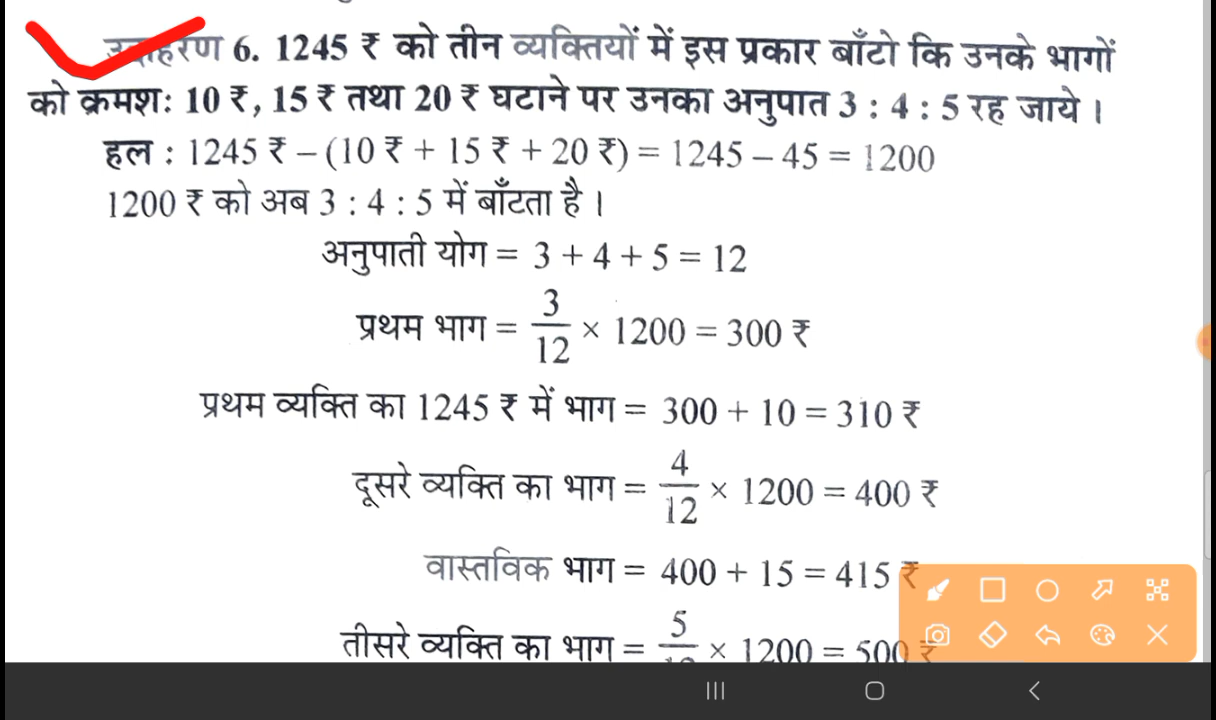 उदाहरण 6. 1245 ₹ को तीन व्यक्तियों में इस प्रकार बाँटो कि उनके भागों
को क्रमशः 10 ₹, 15 ₹ तथा 20 ₹ घटाने पर उनका अनुपात 3 : 4 : 5 रह जाये ।
हल : 1245 ₹ – (10 ₹ + 15 ₹ + 20 ₹) = 1245 – 45 = 1200
1200 ₹ को अब 3 : 4 : 5 में बाँटता है ।
अनुपाती योग = 3 + 4 + 5 = 12
प्रथम भाग = 3/12 × 1200 = 300 ₹
प्रथम व्यक्ति का 1245 ₹ में भाग = 300 + 10 = 310 ₹
दूसरे व्यक्ति का भाग = 4/12 × 1200 = 400 ₹
वास्तविक भाग = 400 + 15 = 415 ₹
तीसरे व्यक्ति का भाग = 5/12 × 1200 = 500 ₹